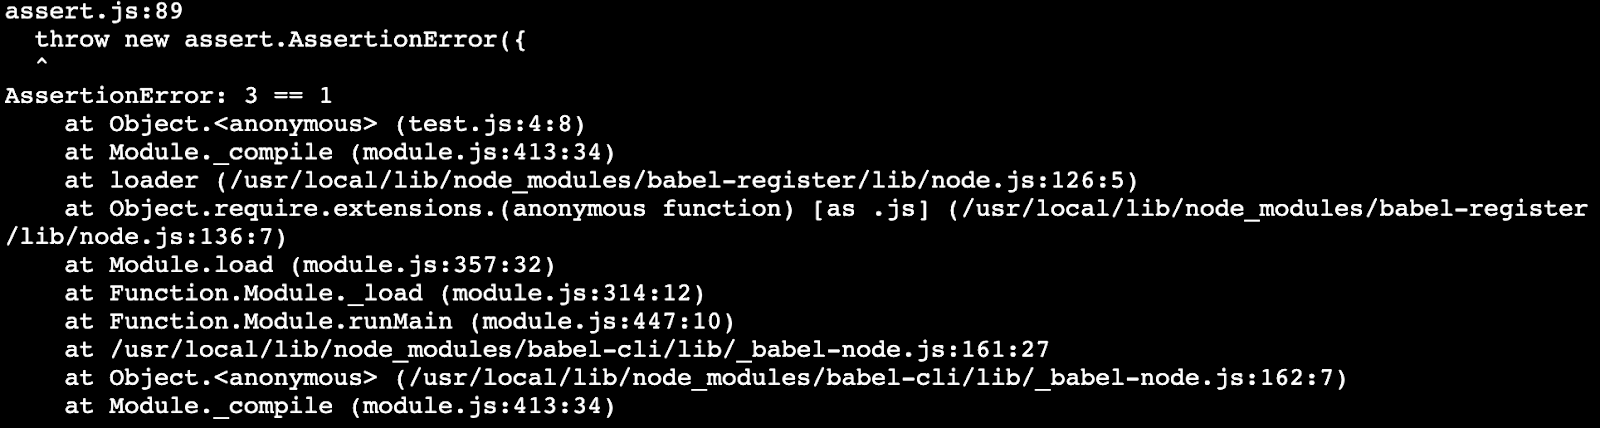 assert.js:89
  throw new assert.AssertionError({
  ^
AssertionError: 3 == 1
    at Object.<anonymous> (test.js:4:8)
    at Module._compile (module.js:413:34)
    at loader (/usr/local/lib/node_modules/babel-register/lib/node.js:126:5)
    at Object.require.extensions.(anonymous function) [as .js] (/usr/local/lib/node_modules/babel-register
/lib/node.js:136:7)
    at Module.load (module.js:357:32)
    at Function.Module._load (module.js:314:12)
    at Function.Module.runMain (module.js:447:10)
    at /usr/local/lib/node_modules/babel-cli/lib/_babel-node.js:161:27
    at Object.<anonymous> (/usr/local/lib/node_modules/babel-cli/lib/_babel-node.js:162:7)
    at Module._compile (module.js:413:34)